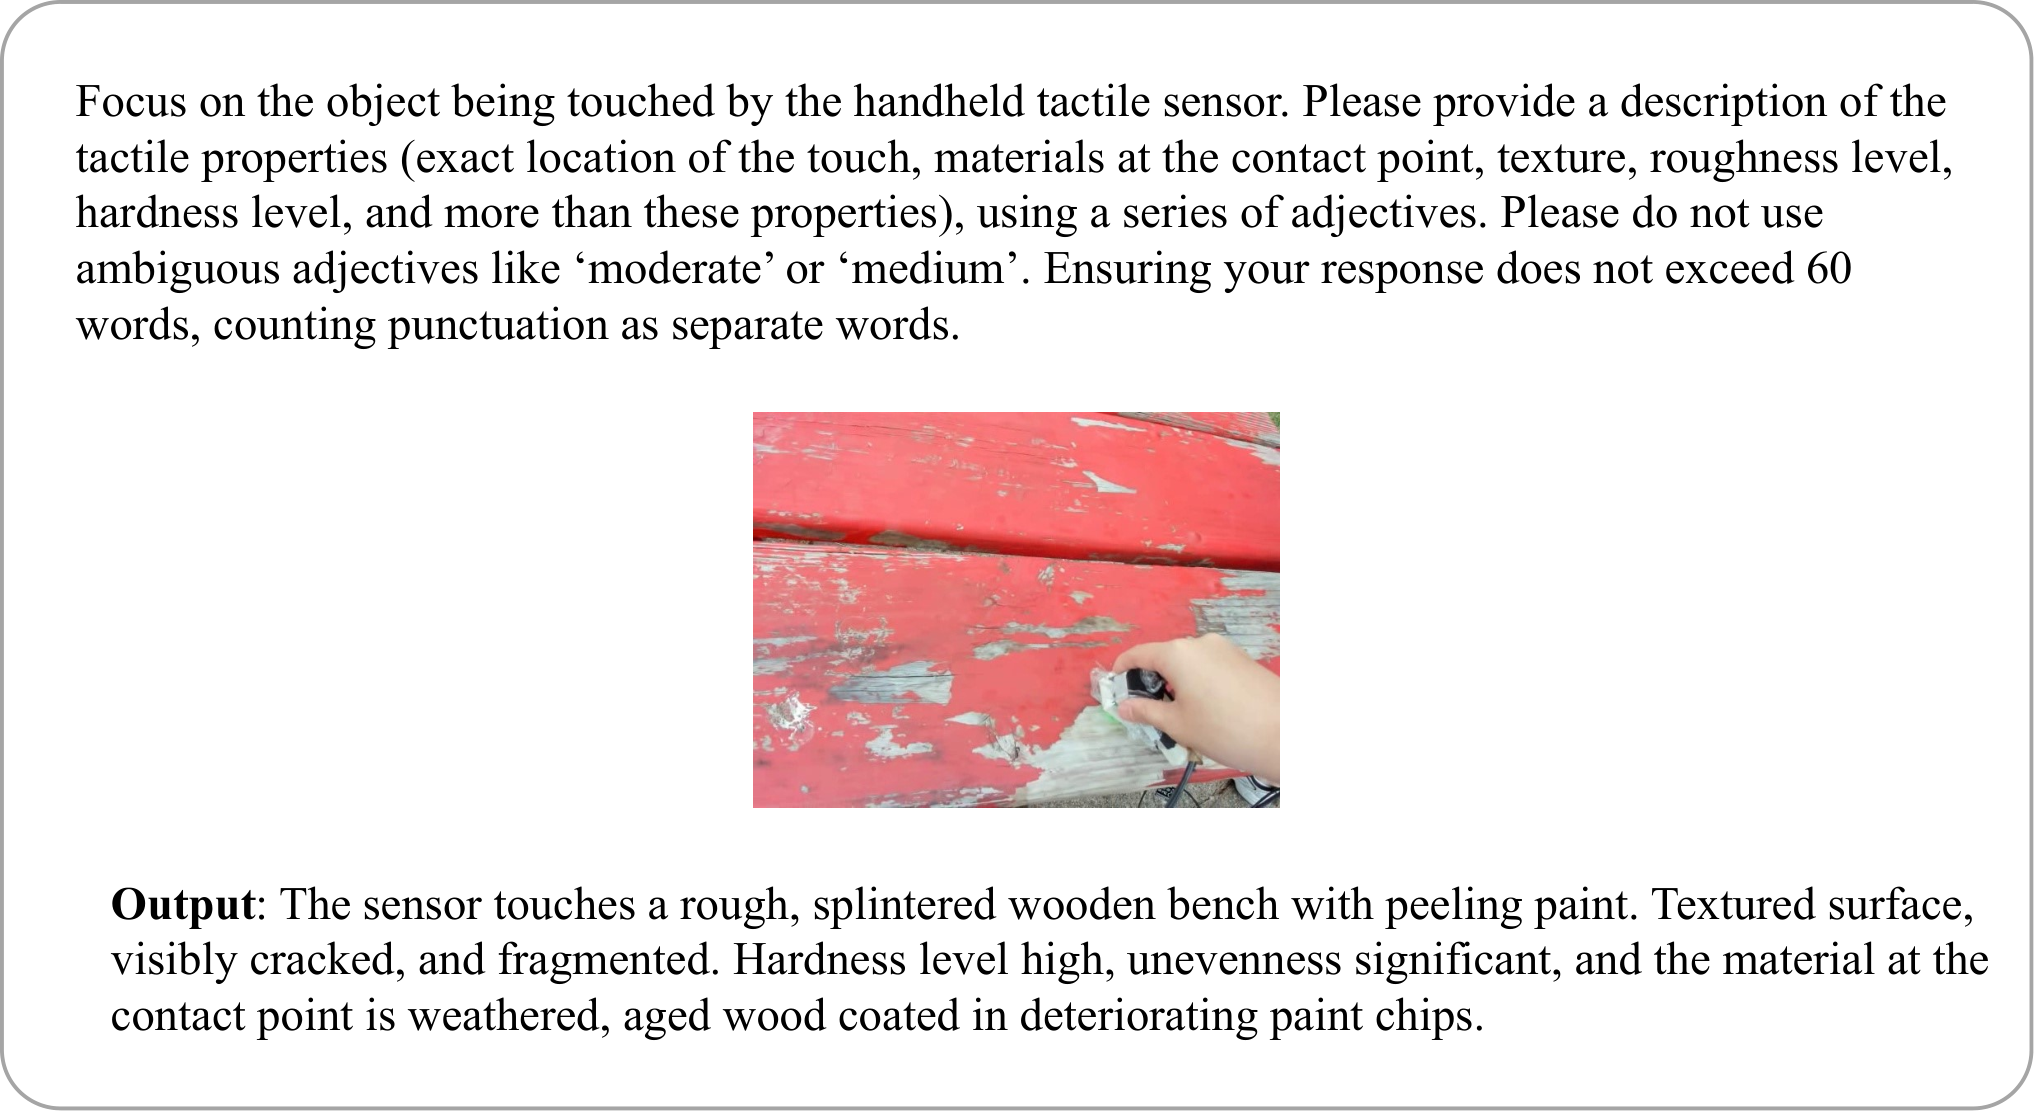 Focus on the object being touched by the handheld tactile sensor. Please provide a description of the
tactile properties (exact location of the touch, materials at the contact point, texture, roughness level,
hardness level, and more than these properties), using a series of adjectives. Please do not use
ambiguous adjectives like ‘moderate’ or ‘medium’. Ensuring your response does not exceed 60
words, counting punctuation as separate words.
Output: The sensor touches a rough, splintered wooden bench with peeling paint. Textured surface,
visibly cracked, and fragmented. Hardness level high, unevenness significant, and the material at the
contact point is weathered, aged wood coated in deteriorating paint chips.